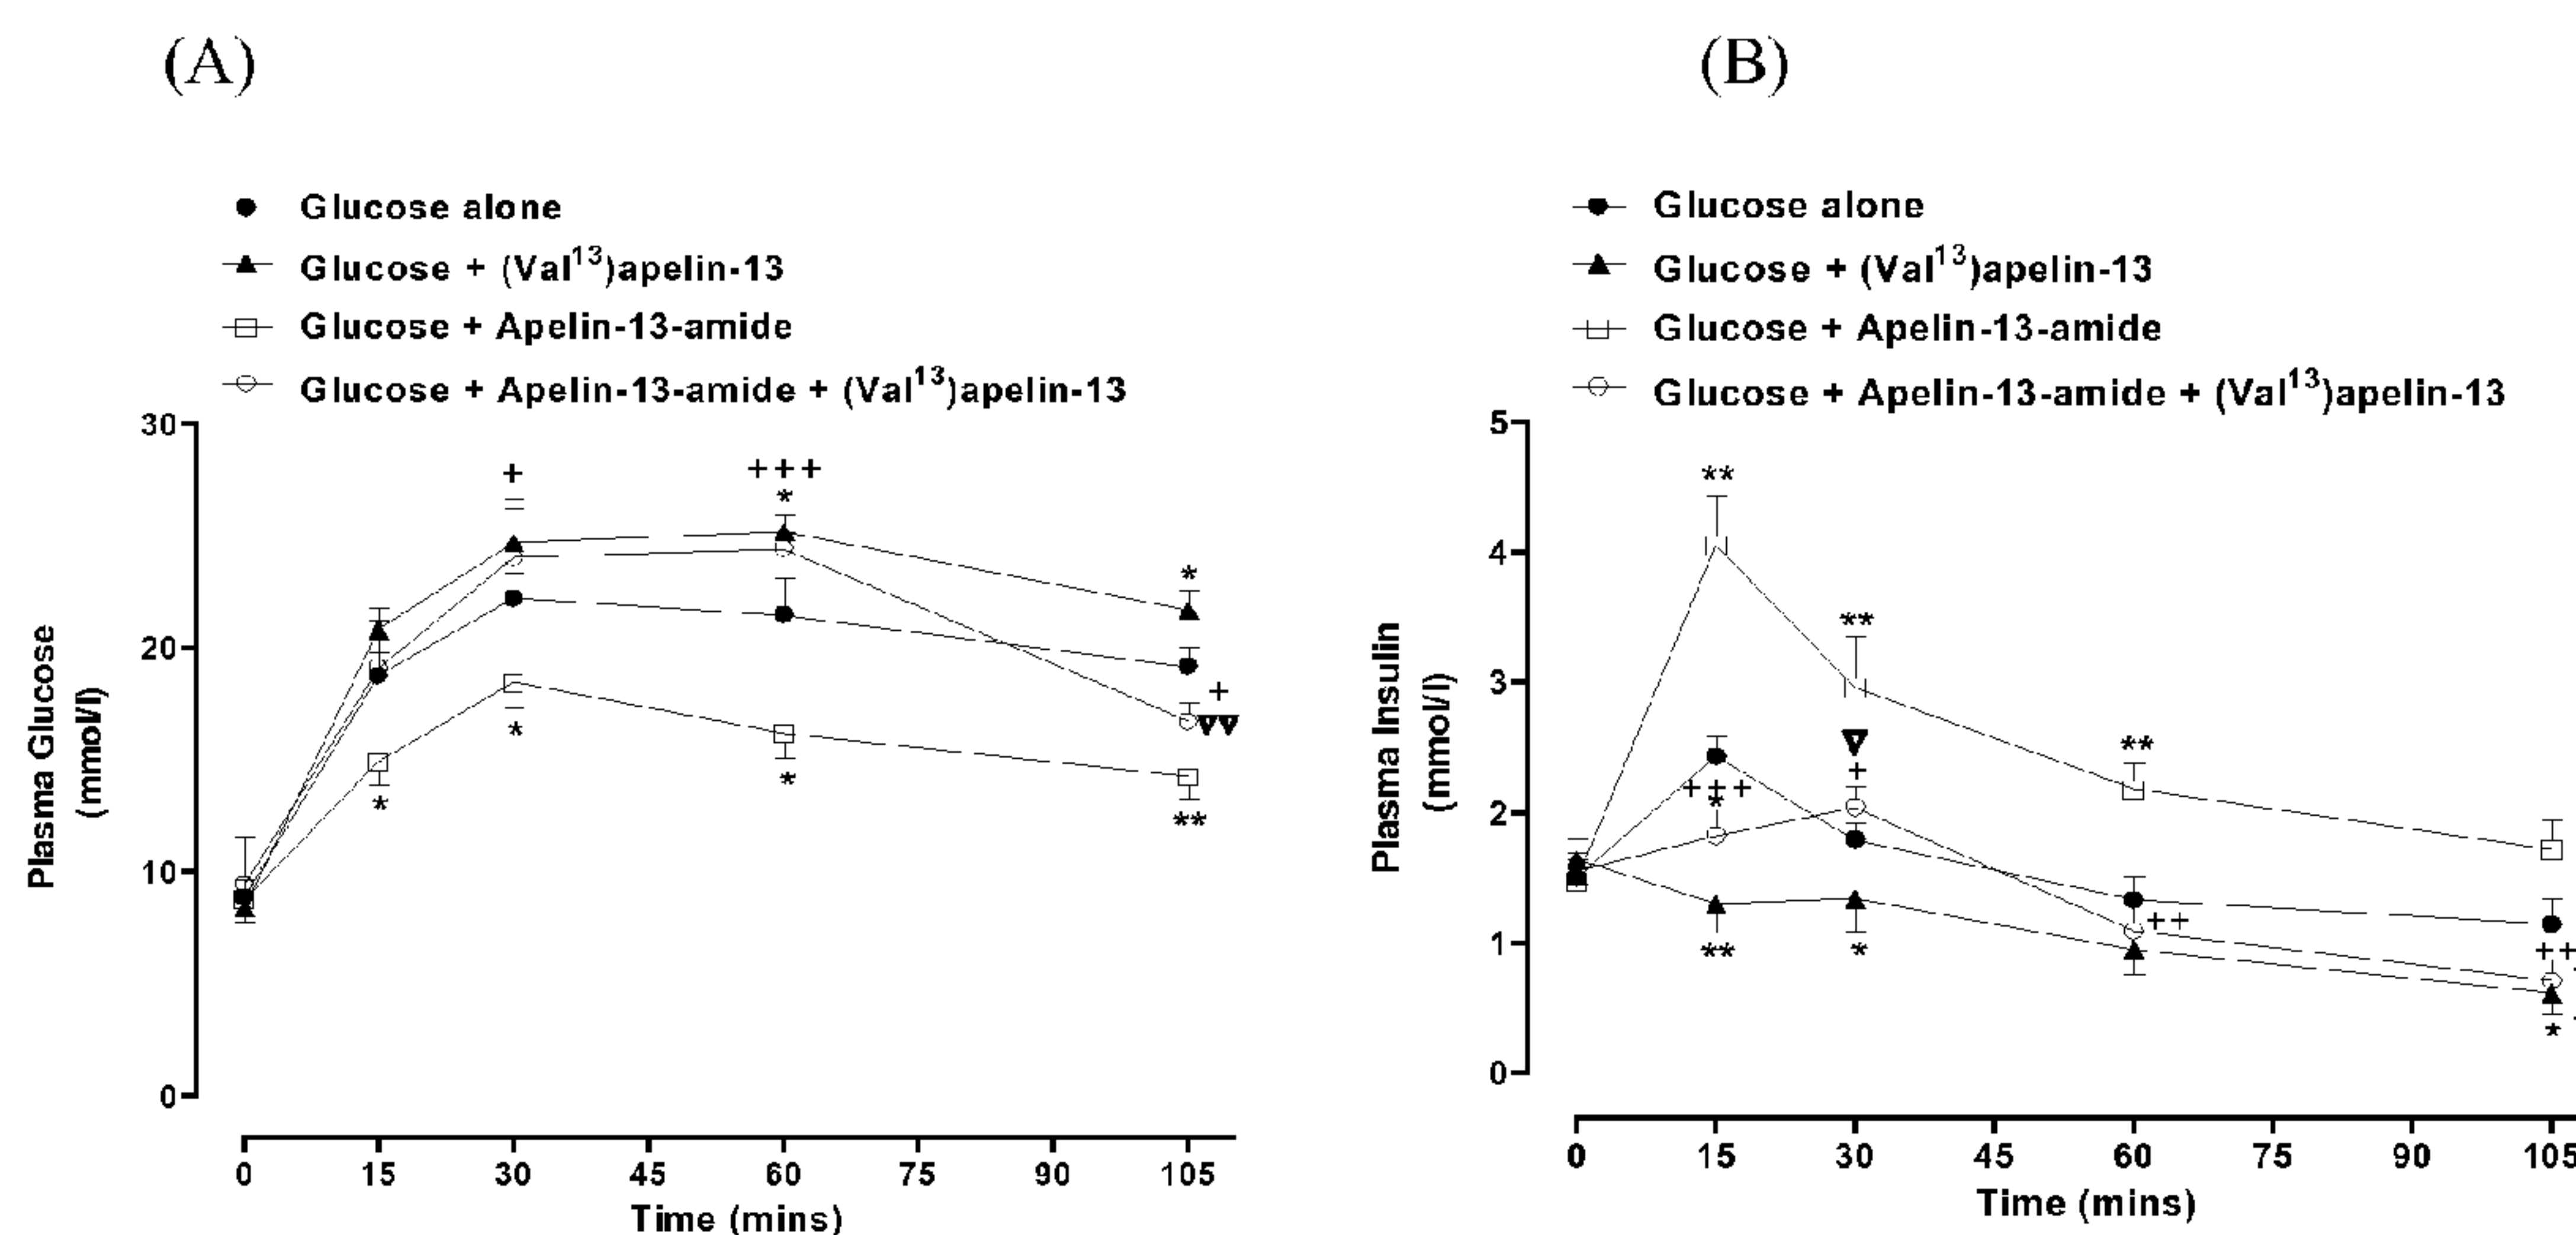 (A)
Glucose alone
Glucose + (Val13)apelin-13
Glucose + Apelin-13-amide
Glucose + Apelin-13-amide + (Val13)apelin-13
30
20
10
0
Plasma Glucose
(mmol/l)
+
+++
*
*
+
*
*
*
**
0 15 30 45 60 75 90 105
Time (mins)
(B)
Glucose alone
Glucose + (Val13)apelin-13
Glucose + Apelin-13-amide
Glucose + Apelin-13-amide + (Val13)apelin-13
5
4
3
2
1
0
Plasma Insulin
(mmol/l)
**
**
**
+
+++
*
++
++
**
*
*
0 15 30 45 60 75 90 105
Time (mins)